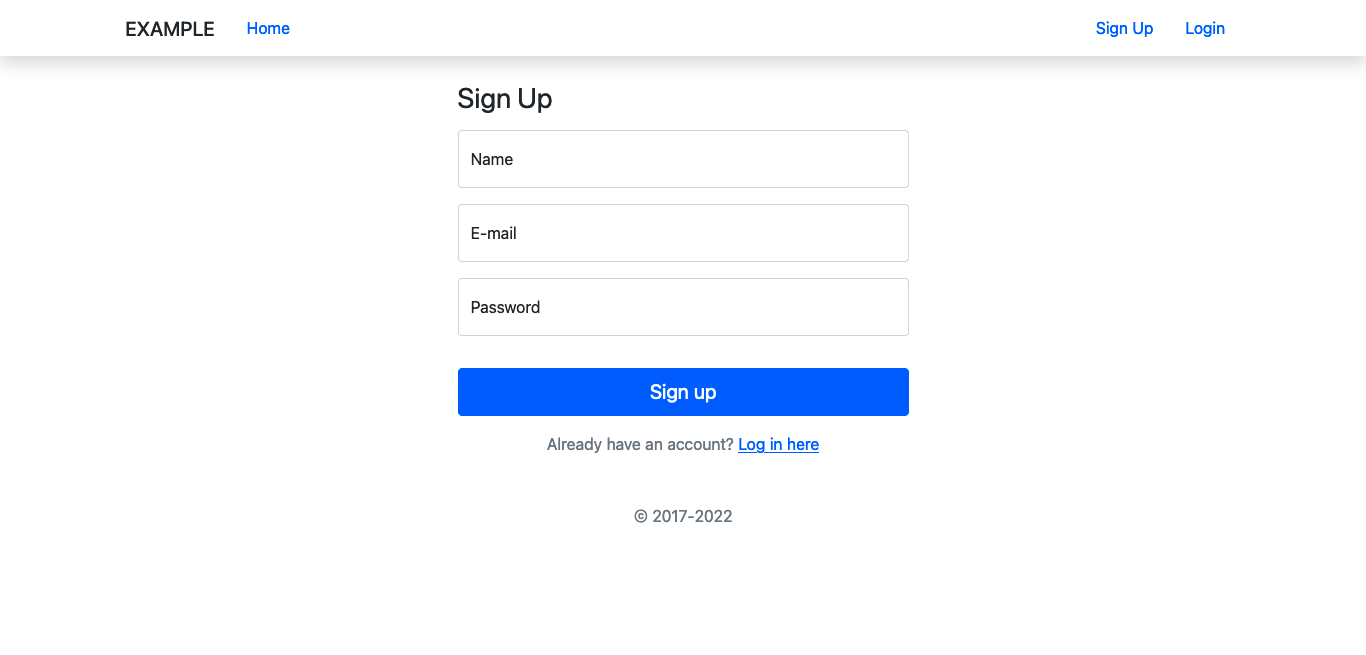 EXAMPLE Home Sign Up Login
Sign Up
Name
E-mail
Password
Sign up
Already have an account? Log in here
© 2017-2022